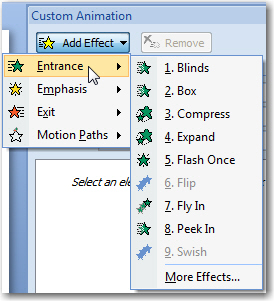 Custom Animation
Add Effect
Remove
Entrance
Emphasis
Exit
Motion Paths
Select an ele
1. Blinds
2. Box
3. Compress
4. Expand
5. Flash Once
6. Flip
7. Fly In
8. Peek In
9. Swish
More Effects...